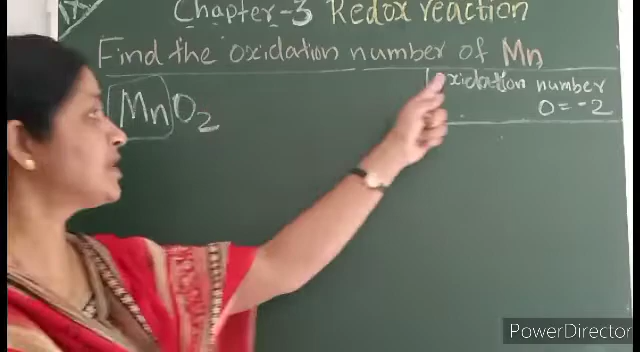 Chapter-3 Redox reaction
Find the oxidation number of Mn
oxidation number
MnO2
O = -2
PowerDirector